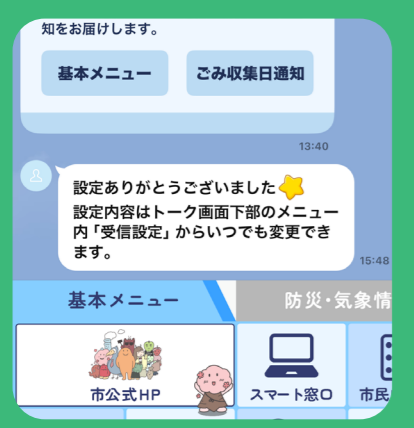 知をお届けします。
基本メニュー
ごみ収集日通知
13:40
設定ありがとうございました
設定内容はトーク画面下部のメニュー
内「受信設定」からいつでも変更でき
ます。
15:48
基本メニュー
防災・気象情
市公式HP
スマート窓口
市民